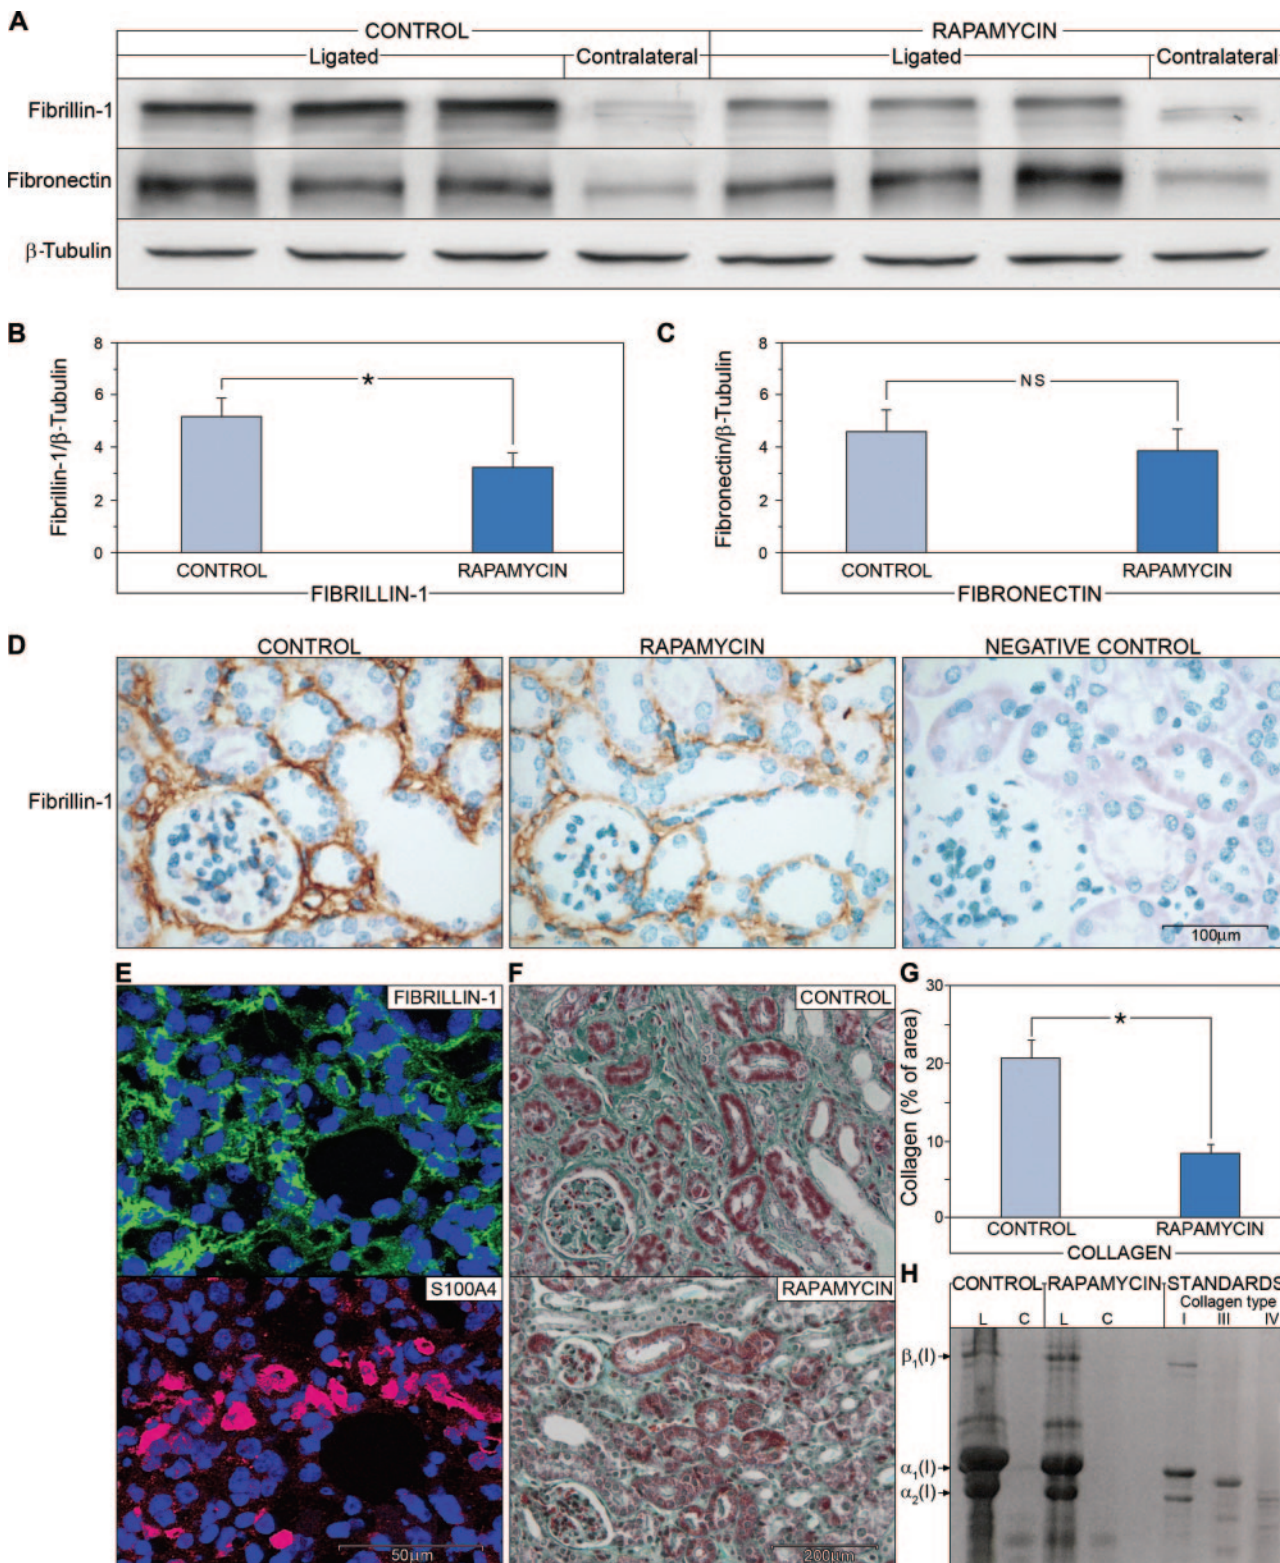 A
CONTROL RAPAMYCIN
Ligated Contralateral Ligated Contralateral
Fibrillin-1
Fibronectin
β-Tubulin
B
8
6
4
2
0
Fibrillin-1/β-Tubulin
*
CONTROL RAPAMYCIN
FIBRILLIN-1
C
8
6
4
2
0
Fibronectin/β-Tubulin
NS
CONTROL RAPAMYCIN
FIBRONECTIN
D
CONTROL RAPAMYCIN NEGATIVE CONTROL
Fibrillin-1
100μm
E
FIBRILLIN-1
S100A4
50μm
F
CONTROL
RAPAMYCIN
200μm
G
30
20
10
0
Collagen (% of area)
*
CONTROL RAPAMYCIN
COLLAGEN
H
CONTROL RAPAMYCIN STANDARDS
Collagen type
L C L C I III IV
β₁(I)
α₁(I)
α₂(I)